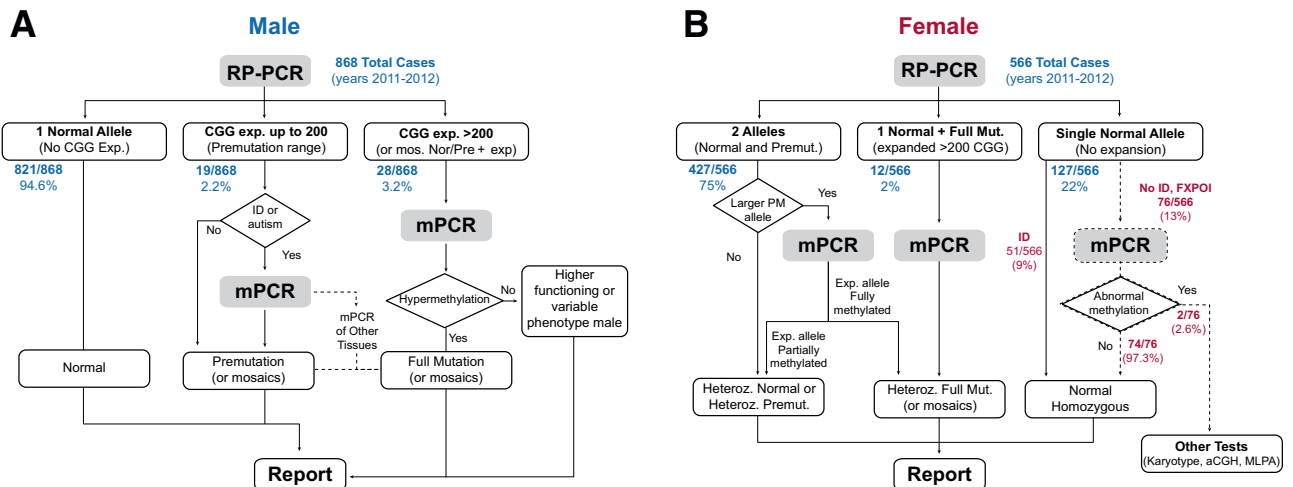 A
Male
RP-PCR
868 Total Cases
(years 2011-2012)
1 Normal Allele
(No CGG Exp.)
CGG exp. up to 200
(Premutation range)
CGG exp. >200
(or mos. Nor/Pre + exp)
821/868
94.6%
19/868
2.2%
28/868
3.2%
ID or
autism
No
Yes
mPCR
mPCR
Hypermethylation
No
Yes
Higher
functioning or
variable
phenotype male
mPCR
of Other
Tissues
Normal
Premutation
(or mosaics)
Full Mutation
(or mosaics)
Report
B
Female
RP-PCR
566 Total Cases
(years 2011-2012)
2 Alleles
(Normal and Premut.)
1 Normal + Full Mut.
(expanded >200 CGG)
Single Normal Allele
(No expansion)
427/566
75%
12/566
2%
127/566
22%
Larger PM
allele
Yes
No
No ID, FXPOI
76/566
(13%)
ID
51/566
(9%)
mPCR
mPCR
mPCR
Exp. allele
Fully
methylated
Exp. allele
Partially
methylated
Abnormal
methylation
Yes
2/76
(2.6%)
No
74/76
(97.3%)
Heteroz. Normal or
Heteroz. Premut.
Heteroz. Full Mut.
(or mosaics)
Normal
Homozygous
Other Tests
(Karyotype, aCGH, MLPA)
Report